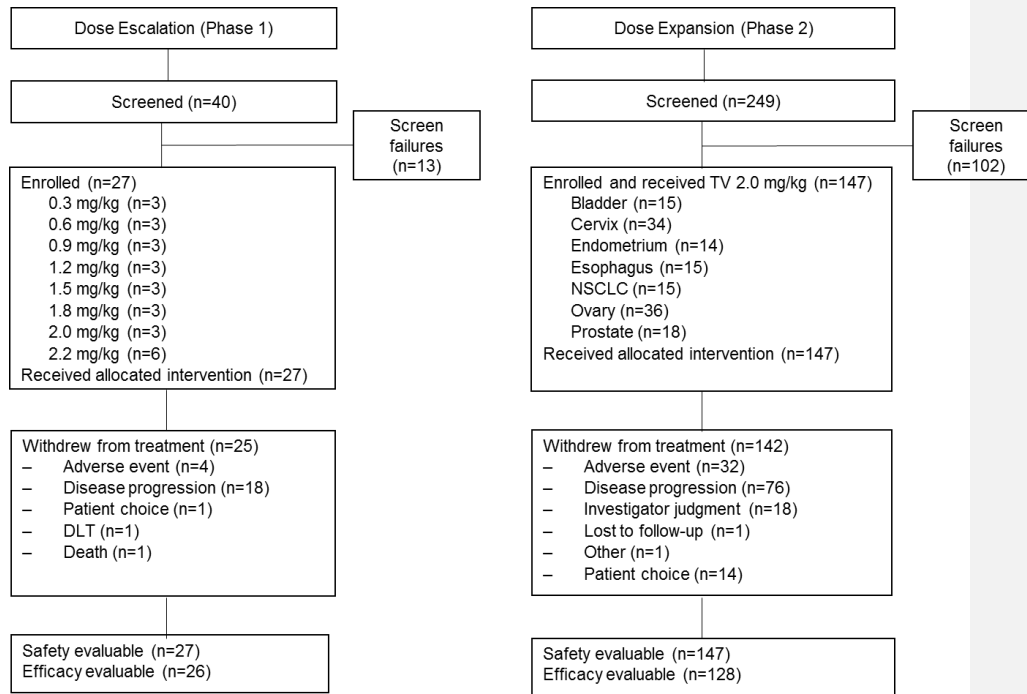 Dose Escalation (Phase 1)
Screened (n=40)
Screen
failures
(n=13)
Enrolled (n=27)
0.3 mg/kg (n=3)
0.6 mg/kg (n=3)
0.9 mg/kg (n=3)
1.2 mg/kg (n=3)
1.5 mg/kg (n=3)
1.8 mg/kg (n=3)
2.0 mg/kg (n=3)
2.2 mg/kg (n=6)
Received allocated intervention (n=27)
Withdrew from treatment (n=25)
– Adverse event (n=4)
– Disease progression (n=18)
– Patient choice (n=1)
– DLT (n=1)
– Death (n=1)
Safety evaluable (n=27)
Efficacy evaluable (n=26)
Dose Expansion (Phase 2)
Screened (n=249)
Screen
failures
(n=102)
Enrolled and received TV 2.0 mg/kg (n=147)
Bladder (n=15)
Cervix (n=34)
Endometrium (n=14)
Esophagus (n=15)
NSCLC (n=15)
Ovary (n=36)
Prostate (n=18)
Received allocated intervention (n=147)
Withdrew from treatment (n=142)
– Adverse event (n=32)
– Disease progression (n=76)
– Investigator judgment (n=18)
– Lost to follow-up (n=1)
– Other (n=1)
– Patient choice (n=14)
Safety evaluable (n=147)
Efficacy evaluable (n=128)